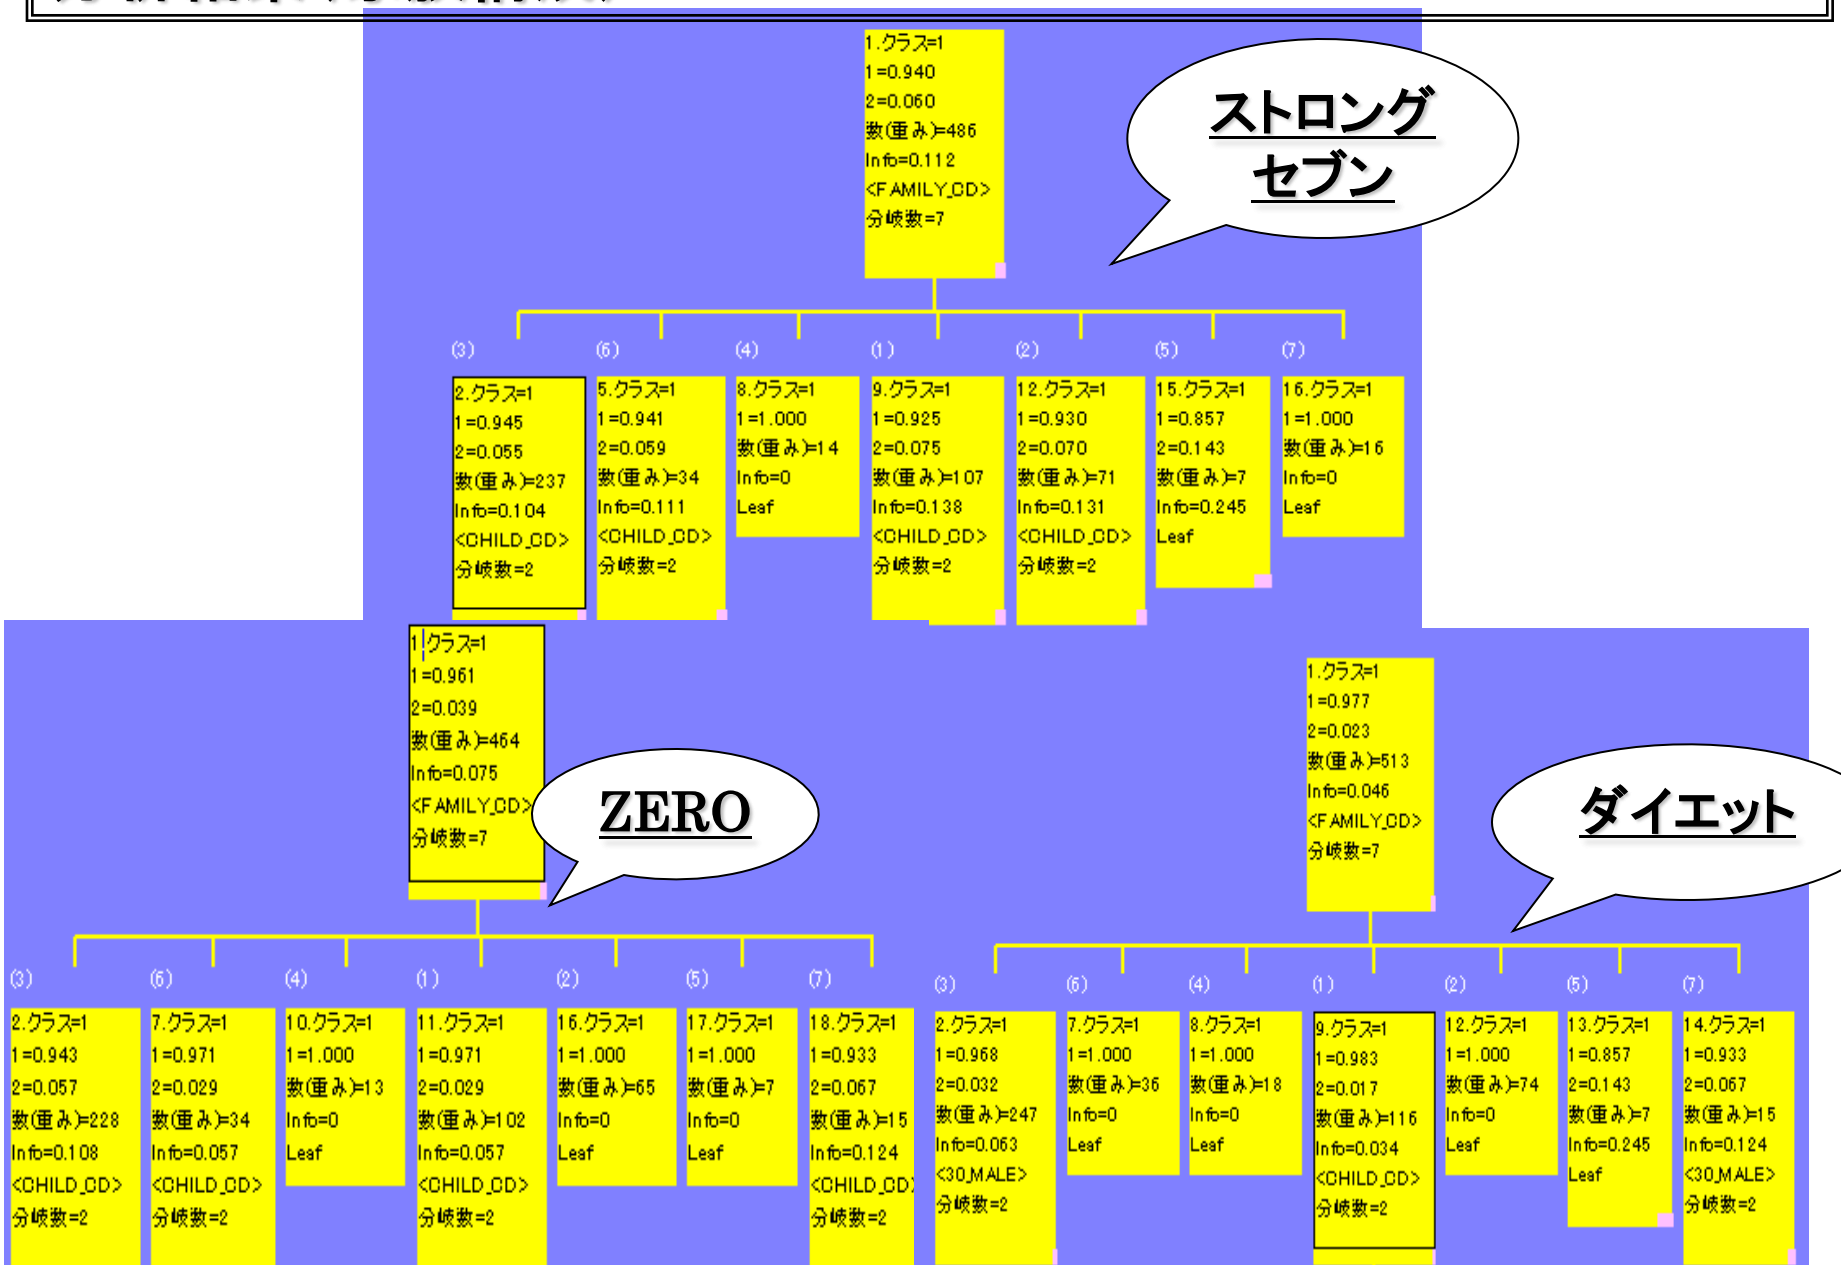 1.クラス=1
1=0.940
2=0.060
数(重み)=486
Info=0.112
<FAMILY_CD>
分岐数=7
ストロング
セブン
(3)
(6)
(4)
(1)
(2)
(5)
(7)
2.クラス=1
1=0.945
2=0.055
数(重み)=237
Info=0.104
<CHILD_CD>
分岐数=2
5.クラス=1
1=0.941
2=0.059
数(重み)=34
Info=0.111
<CHILD_CD>
分岐数=2
8.クラス=1
1=1.000
数(重み)=14
Info=0
Leaf
9.クラス=1
1=0.925
2=0.075
数(重み)=107
Info=0.138
<CHILD_CD>
分岐数=2
12.クラス=1
1=0.930
2=0.070
数(重み)=71
Info=0.131
<CHILD_CD>
分岐数=2
15.クラス=1
1=0.857
2=0.143
数(重み)=7
Info=0.245
Leaf
16.クラス=1
1=1.000
数(重み)=16
Info=0
Leaf
1.クラス=1
1=0.961
2=0.039
数(重み)=464
Info=0.075
<FAMILY_CD>
分岐数=7
ZERO
(3)
(6)
(4)
(1)
(2)
(5)
(7)
2.クラス=1
1=0.943
2=0.057
数(重み)=228
Info=0.108
<CHILD_CD>
分岐数=2
7.クラス=1
1=0.971
2=0.029
数(重み)=34
Info=0.057
<CHILD_CD>
分岐数=2
10.クラス=1
1=1.000
数(重み)=13
Info=0
Leaf
11.クラス=1
1=0.971
2=0.029
数(重み)=102
Info=0.057
<CHILD_CD>
分岐数=2
16.クラス=1
1=1.000
数(重み)=65
Info=0
Leaf
17.クラス=1
1=1.000
数(重み)=7
Info=0
Leaf
18.クラス=1
1=0.933
2=0.067
数(重み)=15
Info=0.124
<CHILD_CD>
分岐数=2
1.クラス=1
1=0.977
2=0.023
数(重み)=513
Info=0.046
<FAMILY_CD>
分岐数=7
ダイエット
(3)
(6)
(4)
(1)
(2)
(5)
(7)
2.クラス=1
1=0.968
2=0.032
数(重み)=247
Info=0.063
<30_MALE>
分岐数=2
7.クラス=1
1=1.000
数(重み)=36
Info=0
Leaf
8.クラス=1
1=1.000
数(重み)=18
Info=0
Leaf
9.クラス=1
1=0.983
2=0.017
数(重み)=116
Info=0.034
<CHILD_CD>
分岐数=2
12.クラス=1
1=1.000
数(重み)=74
Info=0
Leaf
13.クラス=1
1=0.857
2=0.143
数(重み)=7
Info=0.245
Leaf
14.クラス=1
1=0.933
2=0.067
数(重み)=15
Info=0.124
<30_MALE>
分岐数=2